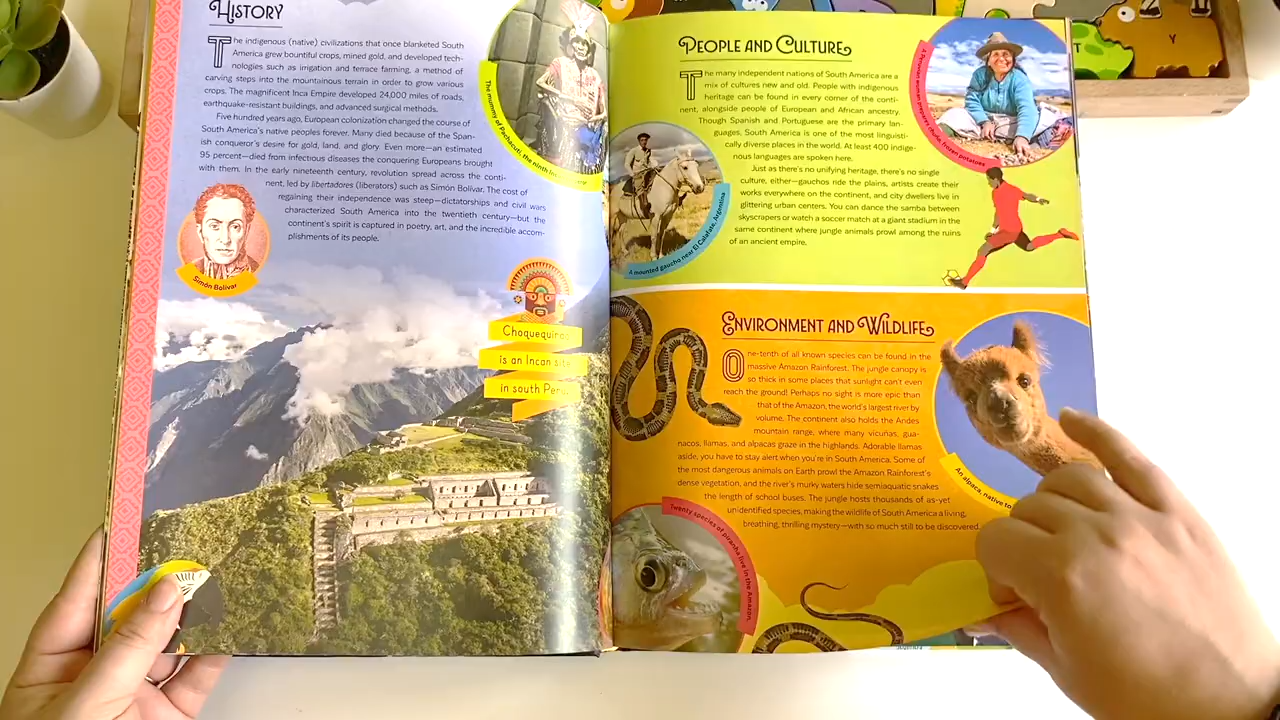 HISTORY
The indigenous (native) civilizations that once blanketed South
America grew bountiful crops, mined gold, and developed tech-
nologies such as irrigation and terrace farming, a method of
carving steps into the mountainous terrain in order to grow various
crops. The magnificent Inca Empire developed 24,000 miles of roads,
earthquake-resistant buildings, and advanced surgical methods.
Five hundred years ago, European colonization changed the course of
South America's native peoples forever. Many died because of the Span-
ish conqueror's desire for gold, land, and glory. Even more—an estimated
95 percent—died from infectious diseases the conquering Europeans brought
with them. In the early nineteenth century, revolution spread across the conti-
nent, led by libertadores (liberators) such as Simón Bolívar. The cost of
regaining their independence was steep—dictatorships and civil wars
characterized South America into the twentieth century—but the
continent's spirit is captured in poetry, art, and the incredible accom-
plishments of its people.
The mummy of Pachacuti, the ninth
Simón Bolívar
Choquequirao
is an Incan site
in south Peru.
PEOPLE AND CULTURE
The many independent nations of South America are a
mix of cultures new and old. People with indigenous
heritage can be found in every corner of the conti-
nent, alongside people of European and African ancestry.
Though Spanish and Portuguese are the primary lan-
guages, South America is one of the most linguisti-
cally diverse places in the world. At least 400 indige-
nous languages are spoken here.
Just as there's no unifying heritage, there's no single
culture, either—gauchos ride the plains, artists create their
works everywhere on the continent, and city dwellers live in
glittering urban centers. You can dance the samba between
skyscrapers or watch a soccer match at a giant stadium in the
same continent where jungle animals prowl among the ruins
of an ancient empire.
A Peruvian woman prepares chuño, frozen potatoes
A mounted gaucho near El Calafate, Argentina
ENVIRONMENT AND WILDLIFE
One-tenth of all known species can be found in the
massive Amazon Rainforest. The jungle canopy is
so thick in some places that sunlight can't even
reach the ground! Perhaps no sight is more epic than
that of the Amazon, the world's largest river by
volume. The continent also holds the Andes
mountain range, where many vicuñas, gua-
nacos, llamas, and alpacas graze in the highlands. Adorable llamas
aside, you have to stay alert when you're in South America. Some of
the most dangerous animals on Earth prowl the Amazon Rainforest's
dense vegetation, and the river's murky waters hide semiaquatic snakes
the length of school buses. The jungle hosts thousands of as-yet
unidentified species, making the wildlife of South America a living,
breathing, thrilling mystery—with so much still to be discovered.
An alpaca, native to
Twenty species of piranha live in the Amazon.
T
Y